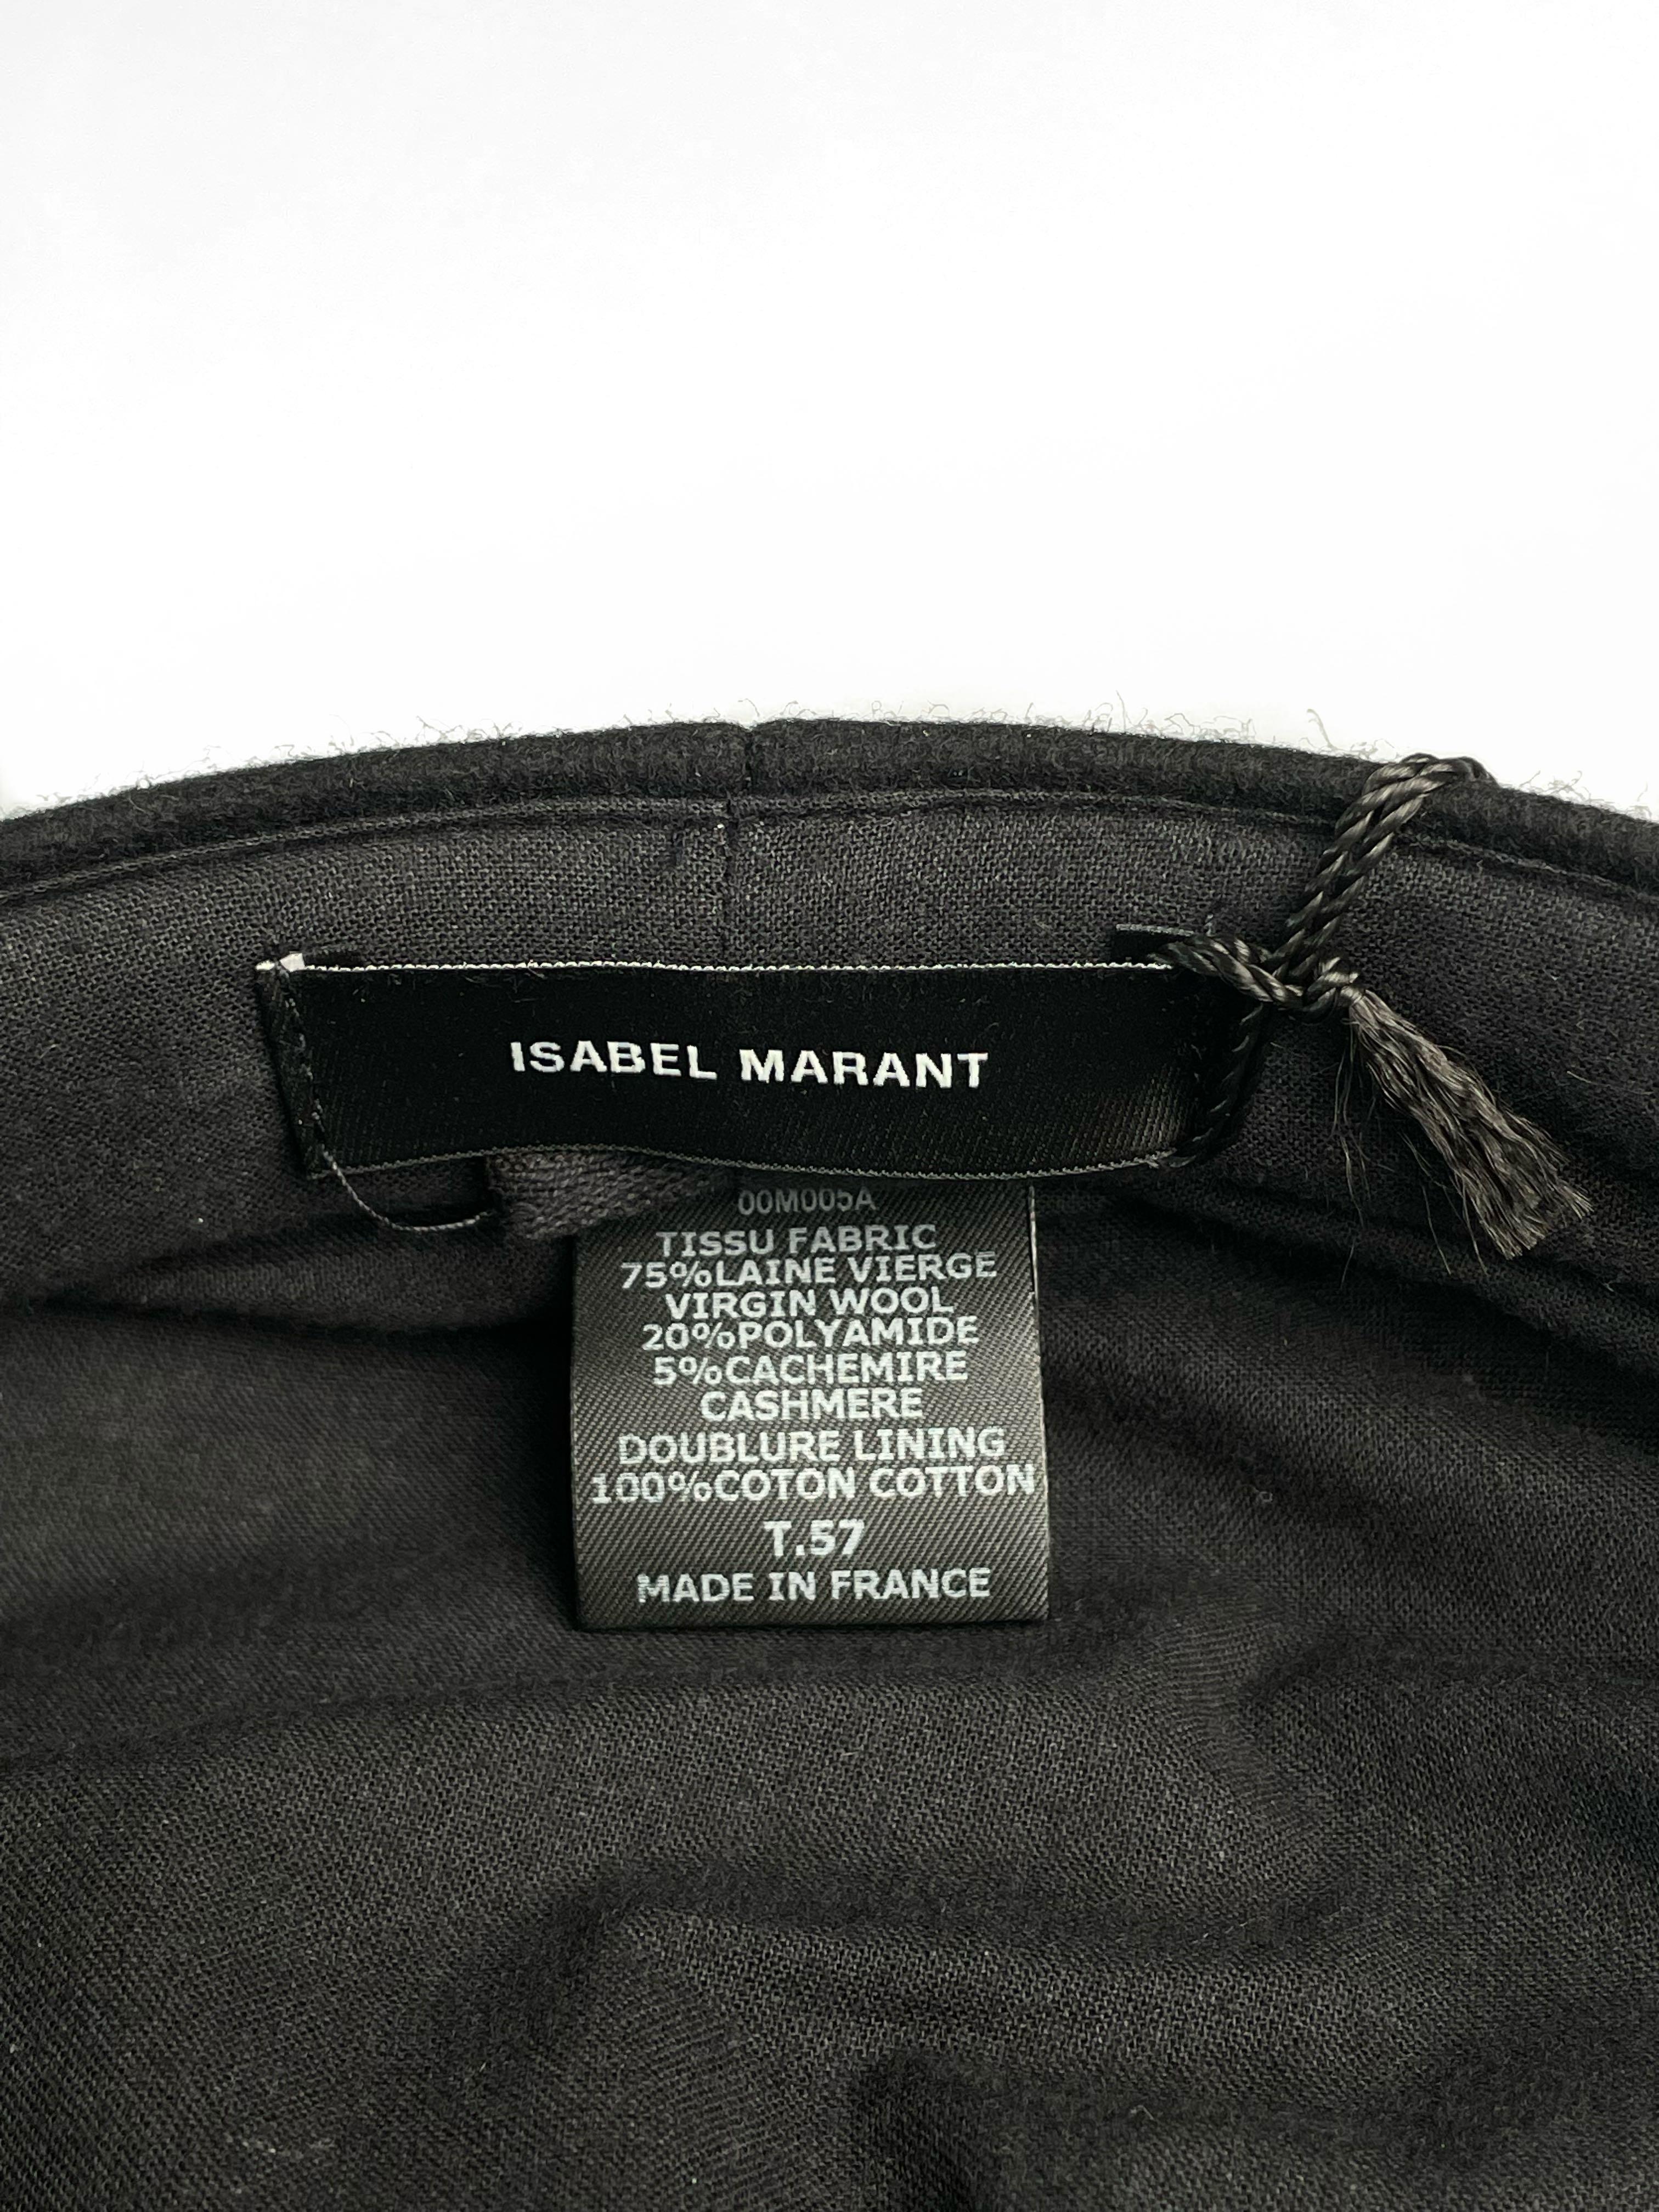 ISABEL MARANT
00M005A
TISSU FABRIC
75%LAINE VIERGE
VIRGIN WOOL
20%POLYAMIDE
5%CACHEMIRE
CASHMERE
DOUBLURE LINING
100%COTON COTTON
T.57
MADE IN FRANCE